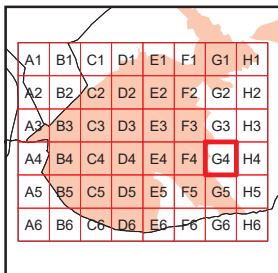 A1 B1 C1 D1 E1 F1 G1 H1
A2 B2 C2 D2 E2 F2 G2 H2
A3 B3 C3 D3 E3 F3 G3 H3
A4 B4 C4 D4 E4 F4 G4 H4
A5 B5 C5 D5 E5 F5 G5 H5
A6 B6 C6 D6 E6 F6 G6 H6